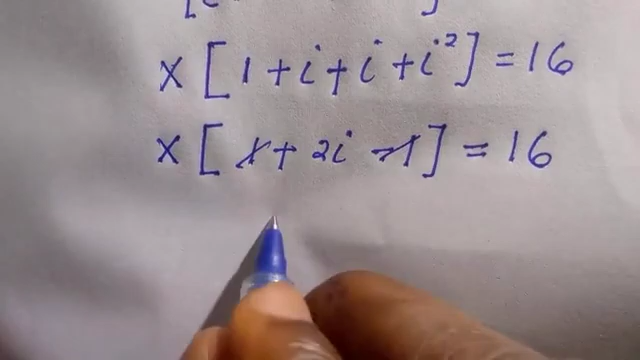 x [1 + i + i + i²] = 16
x [1 + 2i - 1] = 16